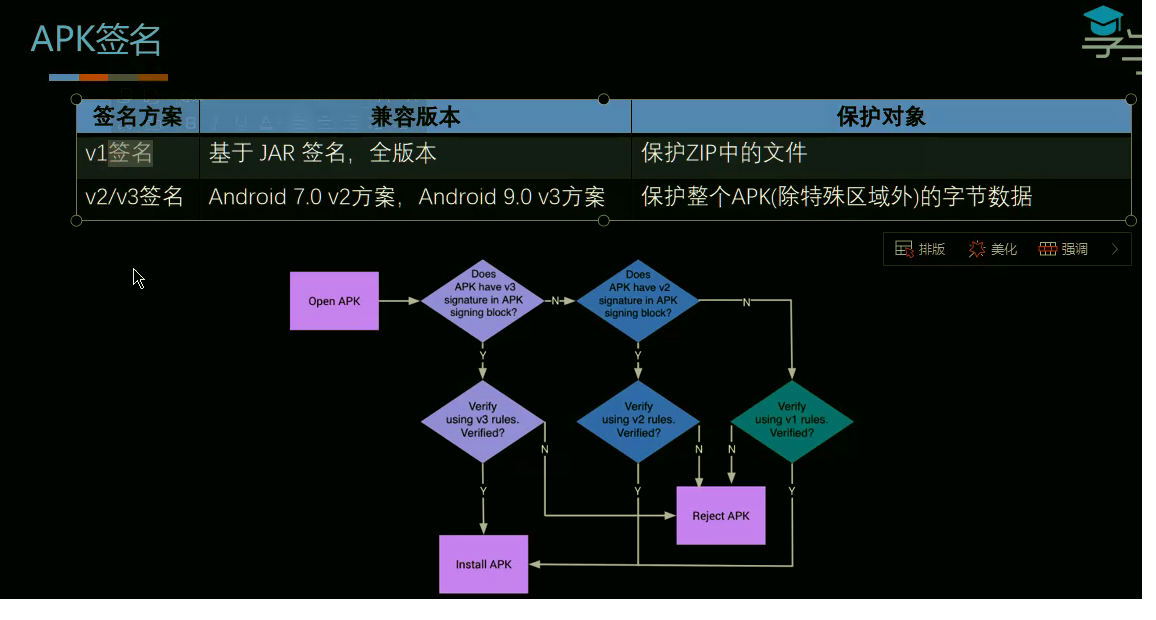 APK签名
签名方案 兼容版本 保护对象
v1签名 基于 JAR 签名，全版本 保护ZIP中的文件
v2/v3签名 Android 7.0 v2方案，Android 9.0 v3方案 保护整个APK(除特殊区域外)的字节数据
排版 美化 强调
Open APK
Does
APK have v3
signature in APK
signing block?
N
Does
APK have v2
signature in APK
signing block?
N
Y
Y
Verify
using v3 rules.
Verified?
Verify
using v2 rules.
Verified?
Verify
using v1 rules.
Verified?
N
N
N
Y
Y
Y
Reject APK
Install APK